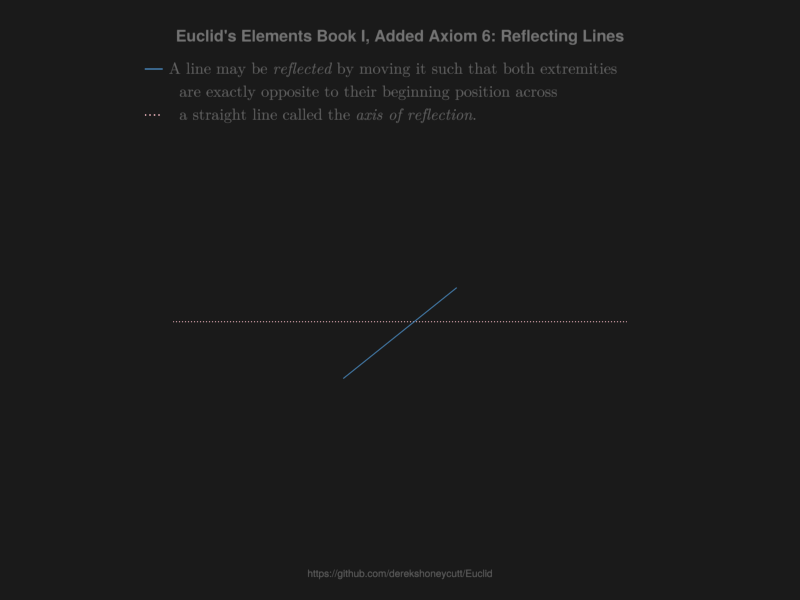 Euclid's Elements Book I, Added Axiom 6: Reflecting Lines
A line may be reflected by moving it such that both extremities
are exactly opposite to their beginning position across
a straight line called the axis of reflection.
https://github.com/derekshoneycutt/Euclid